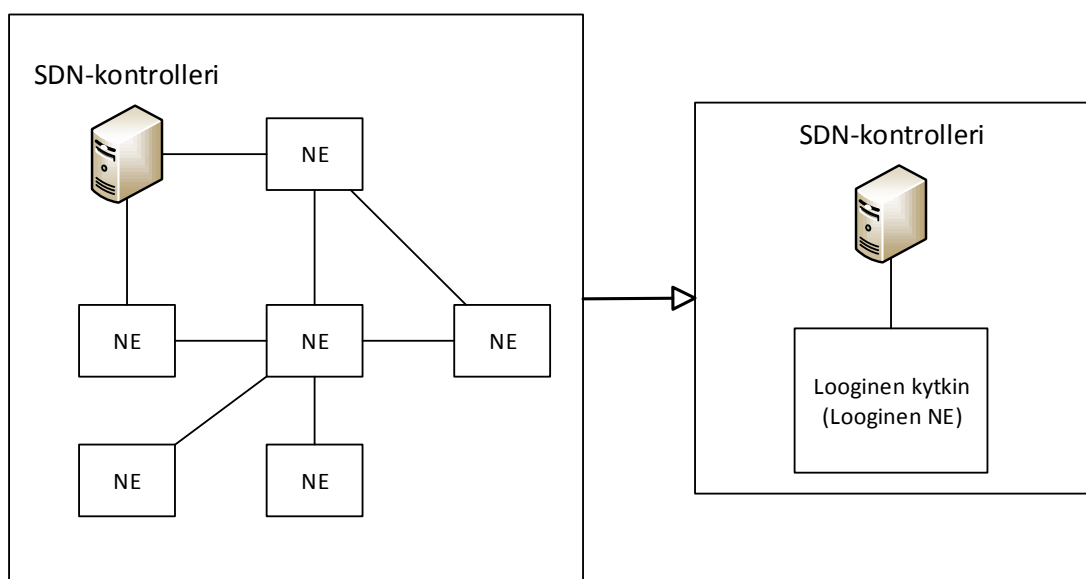 SDN-kontrolleri
NE
NE
NE
NE
NE
NE
SDN-kontrolleri
Looginen kytkin
(Looginen NE)